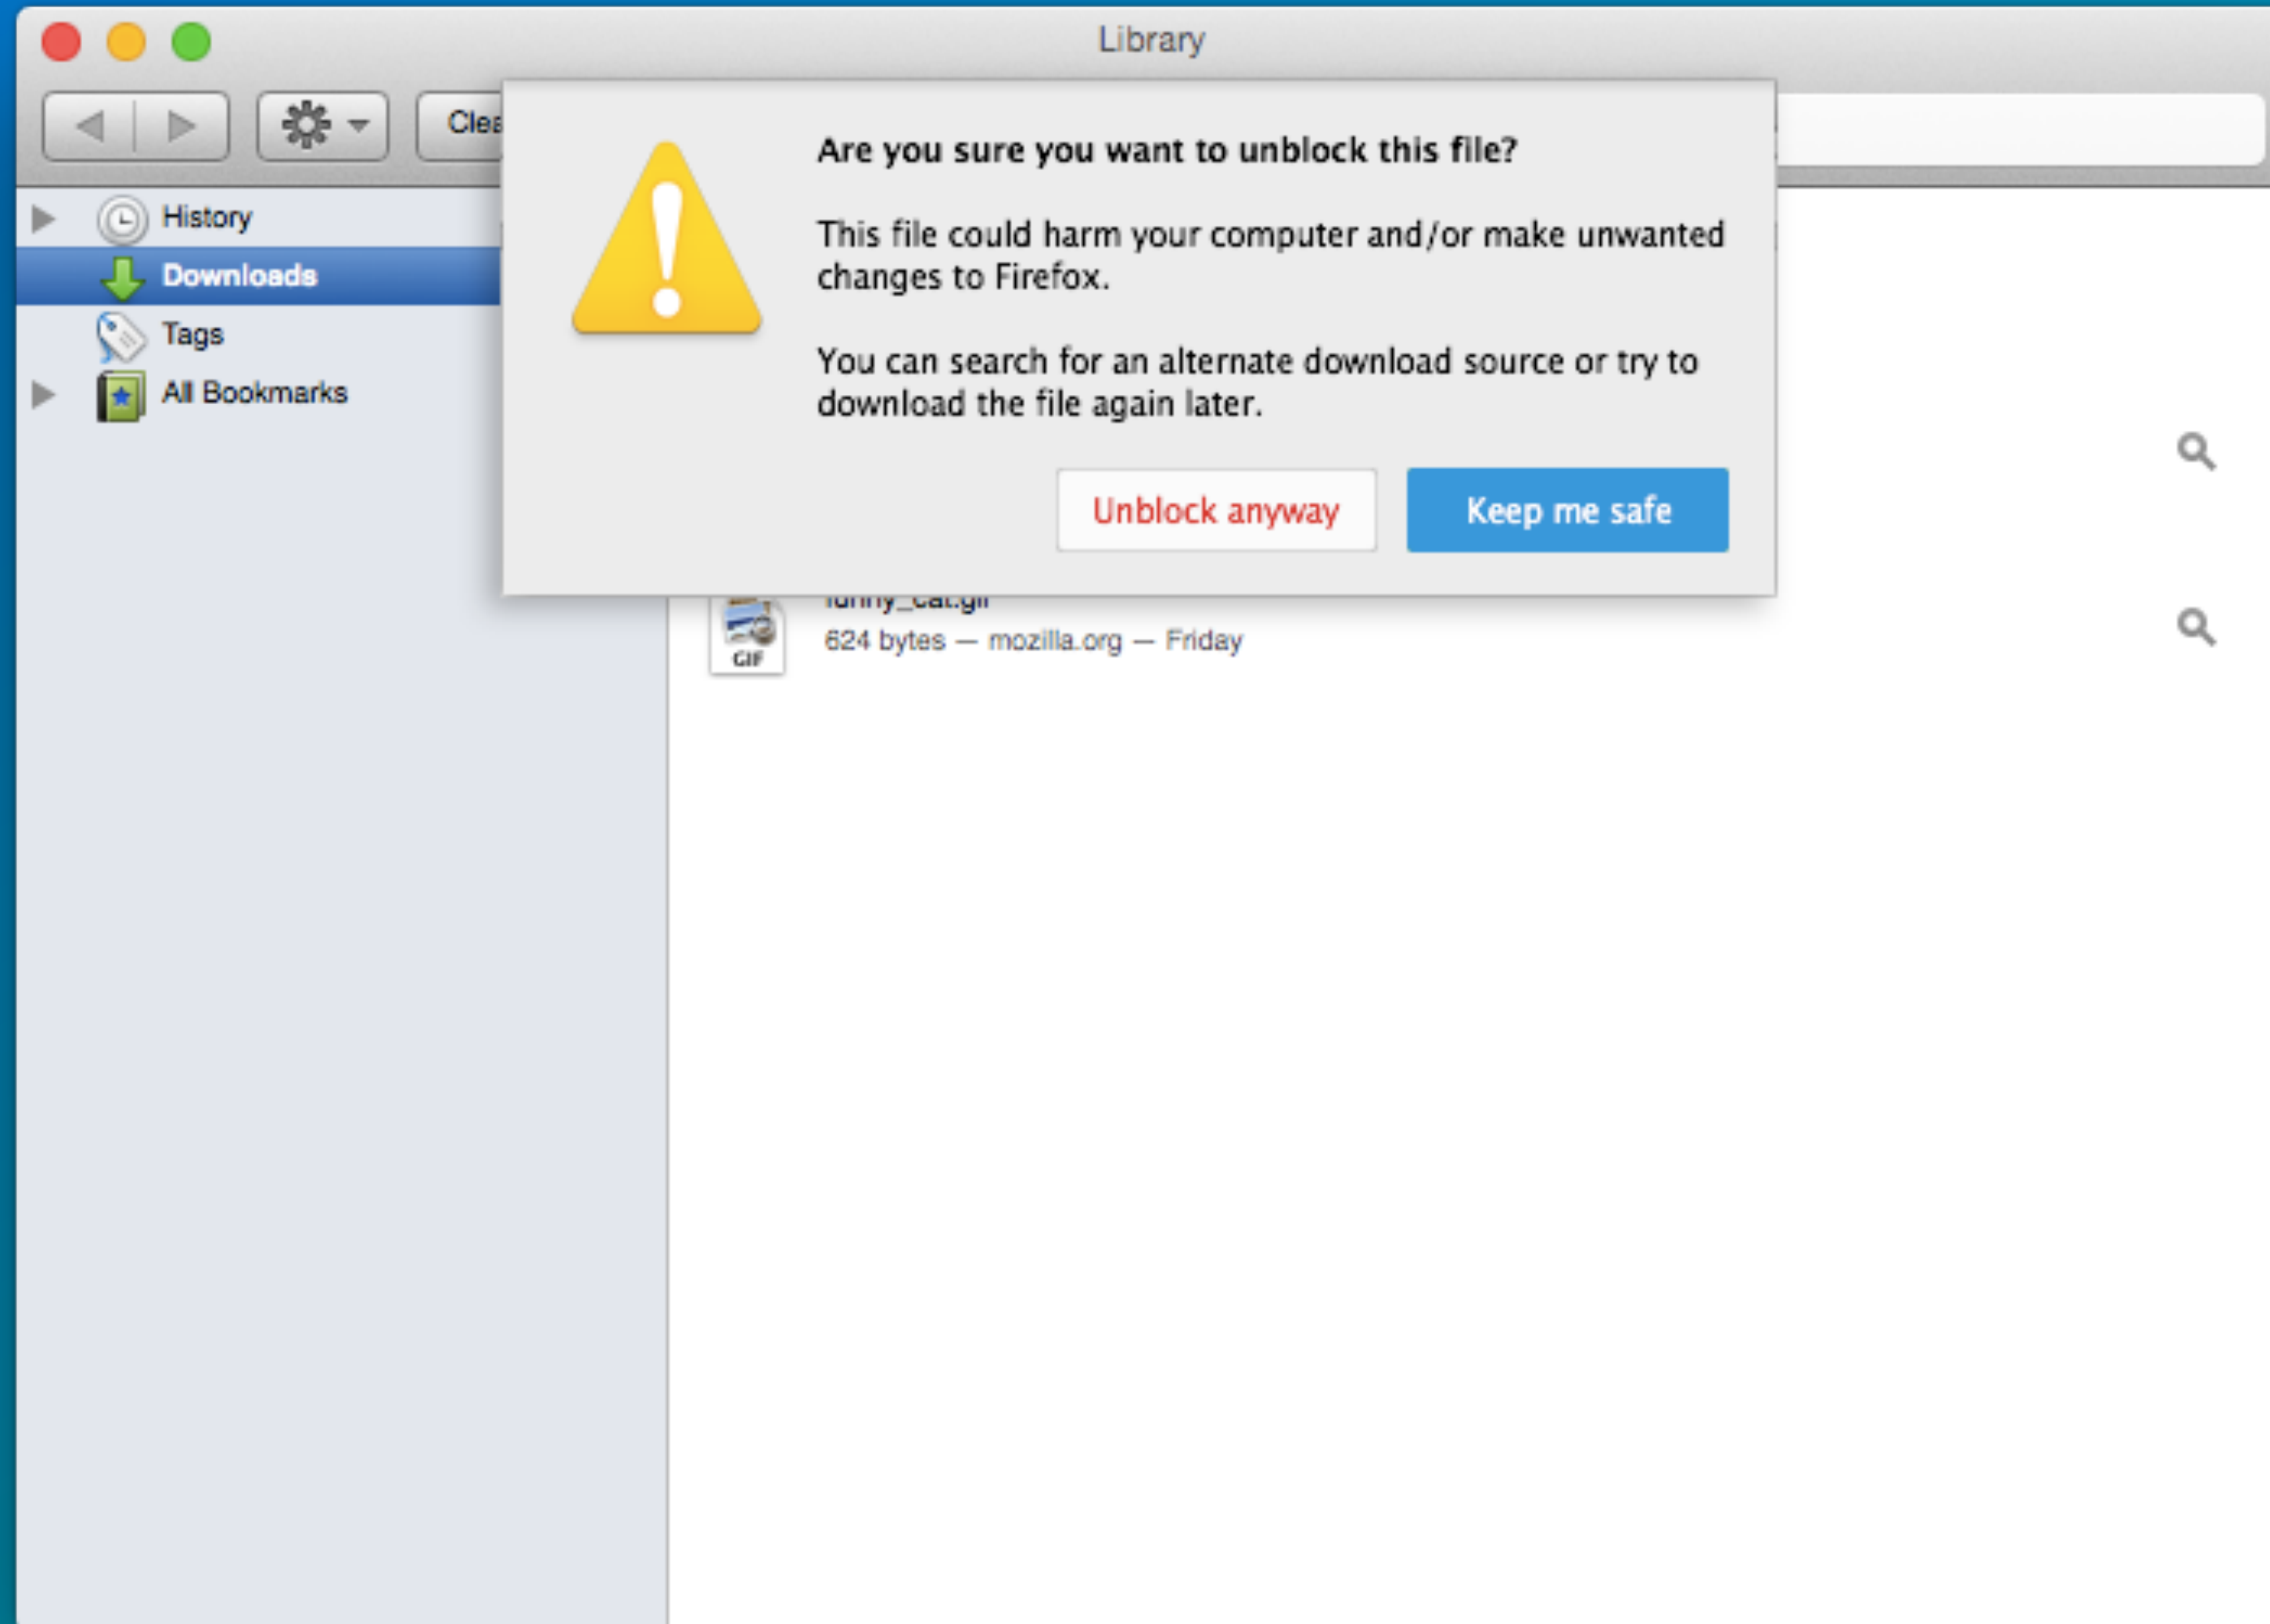 Library
Are you sure you want to unblock this file?
This file could harm your computer and/or make unwanted
changes to Firefox.
You can search for an alternate download source or try to
download the file again later.
Unblock anyway
Keep me safe
History
Downloads
Tags
All Bookmarks
funny_cat.gif
624 bytes — mozilla.org — Friday
GIF